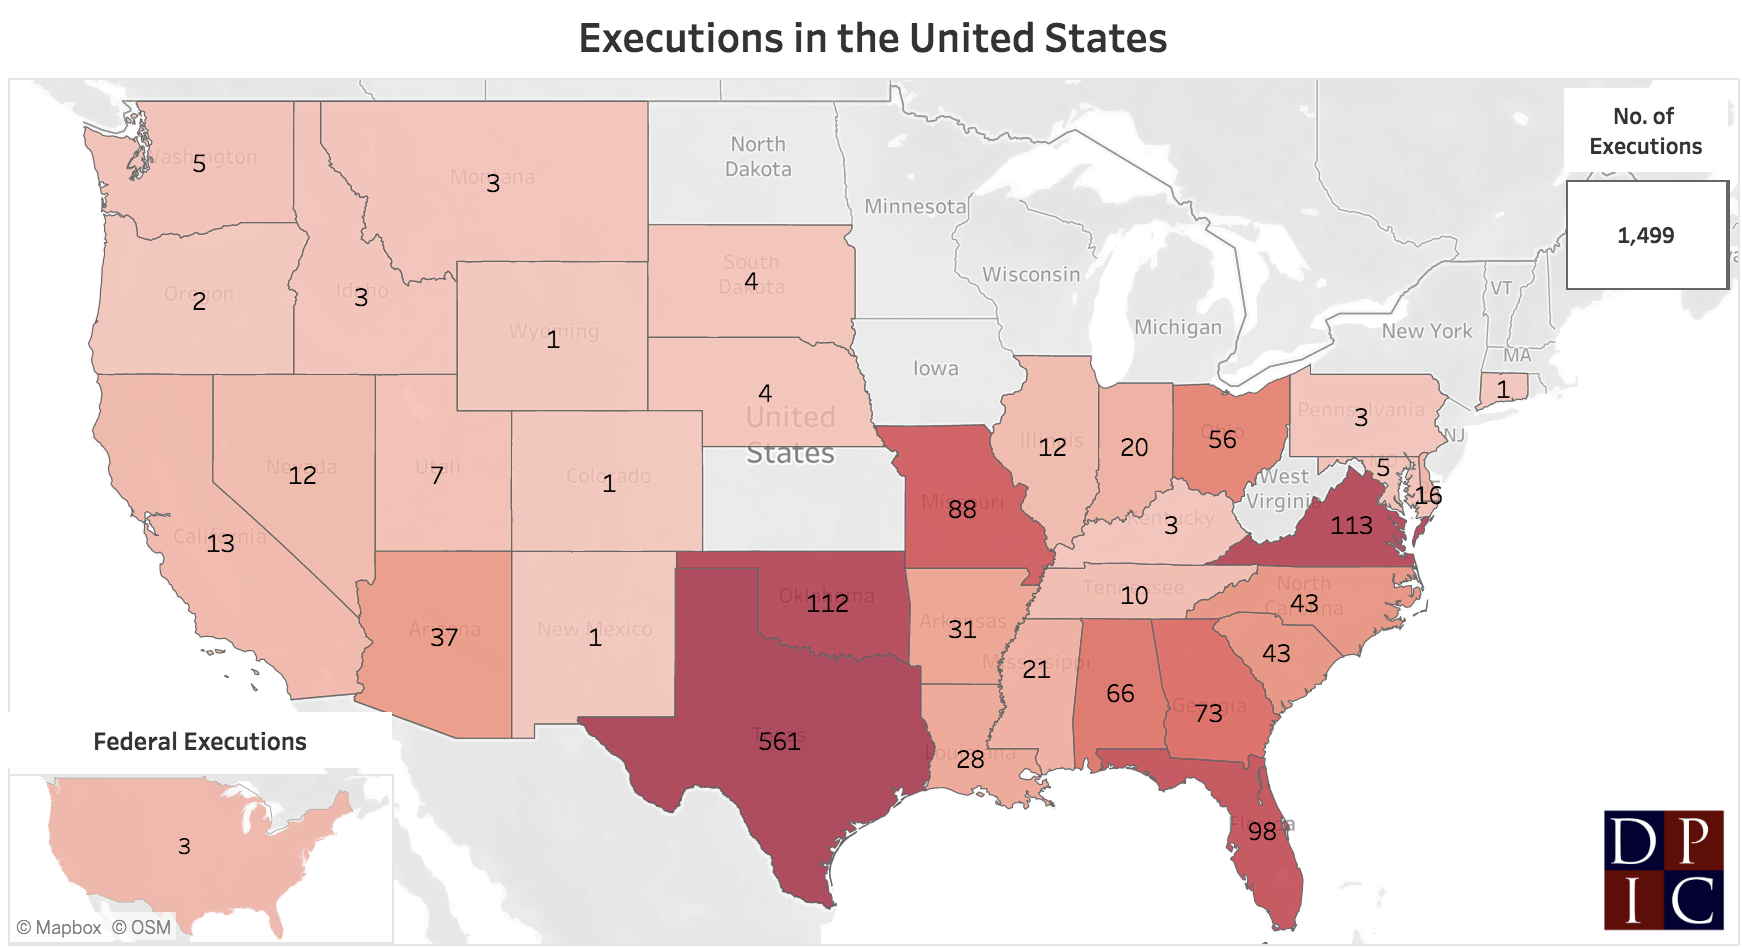 Executions in the United States
No. of
Executions
1,499
Washington
5
Montana
3
North
Dakota
Minnesota
Oregon
2
Idaho
3
South
Dakota
4
Wisconsin
VT
Wyoming
1
Michigan
New York
MA
Iowa
4
United
States
1
Pennsylvania
3
NJ
Nevada
12
Utah
7
Colorado
1
Illinois
12
20
Ohio
56
5
16
West
Virginia
Missouri
88
Kentucky
3
113
California
13
Oklahoma
112
Tennessee
10
North
Carolina
43
Arizona
37
New Mexico
1
Arkansas
31
Mississippi
21
43
66
Georgia
73
Texas
561
Louisiana
28
Florida
98
Federal Executions
3
© Mapbox © OSM
D P
I C